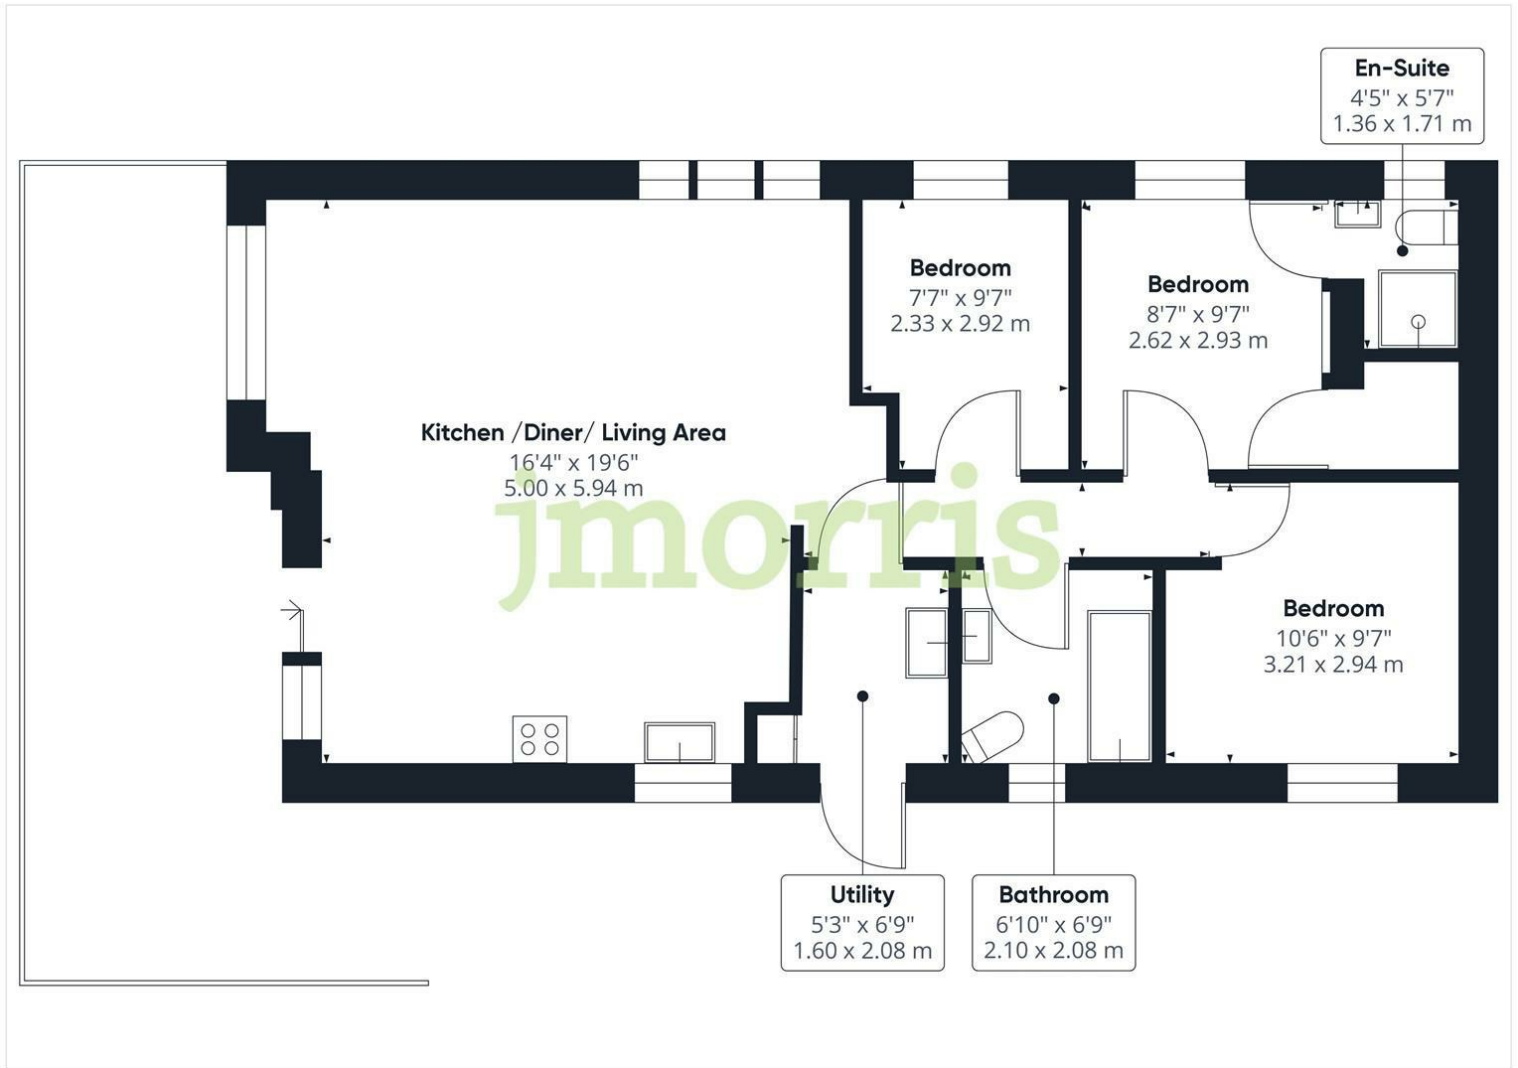 En-Suite
4'5" x 5'7"
1.36 x 1.71 m
Bedroom
7'7" x 9'7"
2.33 x 2.92 m
Bedroom
8'7" x 9'7"
2.62 x 2.93 m
Kitchen /Diner/ Living Area
16'4" x 19'6"
5.00 x 5.94 m
jmorris
Bedroom
10'6" x 9'7"
3.21 x 2.94 m
Utility
5'3" x 6'9"
1.60 x 2.08 m
Bathroom
6'10" x 6'9"
2.10 x 2.08 m